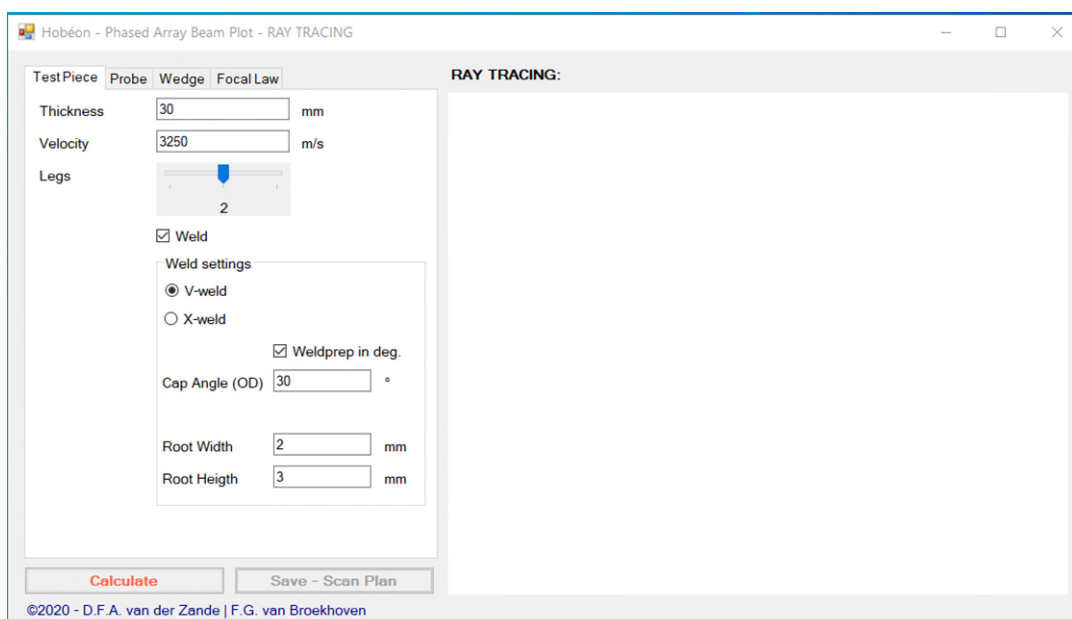 Hobéon - Phased Array Beam Plot - RAY TRACING
Test Piece Probe Wedge Focal Law
RAY TRACING:
Thickness 30 mm
Velocity 3250 m/s
Legs
2
Weld
Weld settings
V-weld
X-weld
Weldprep in deg.
Cap Angle (OD) 30 °
Root Width 2 mm
Root Heigth 3 mm
Calculate Save - Scan Plan
©2020 - D.F.A. van der Zande | F.G. van Broekhoven